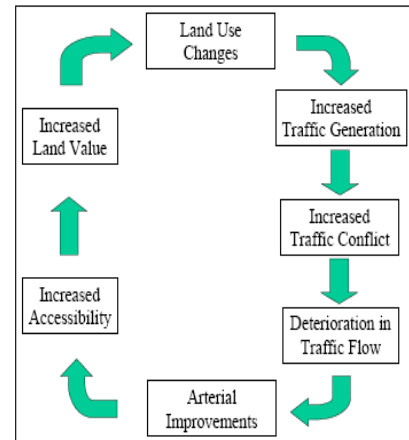 Land Use
Changes
Increased
Traffic Generation
Increased
Traffic Conflict
Deterioration in
Traffic Flow
Arterial
Improvements
Increased
Accessibility
Increased
Land Value